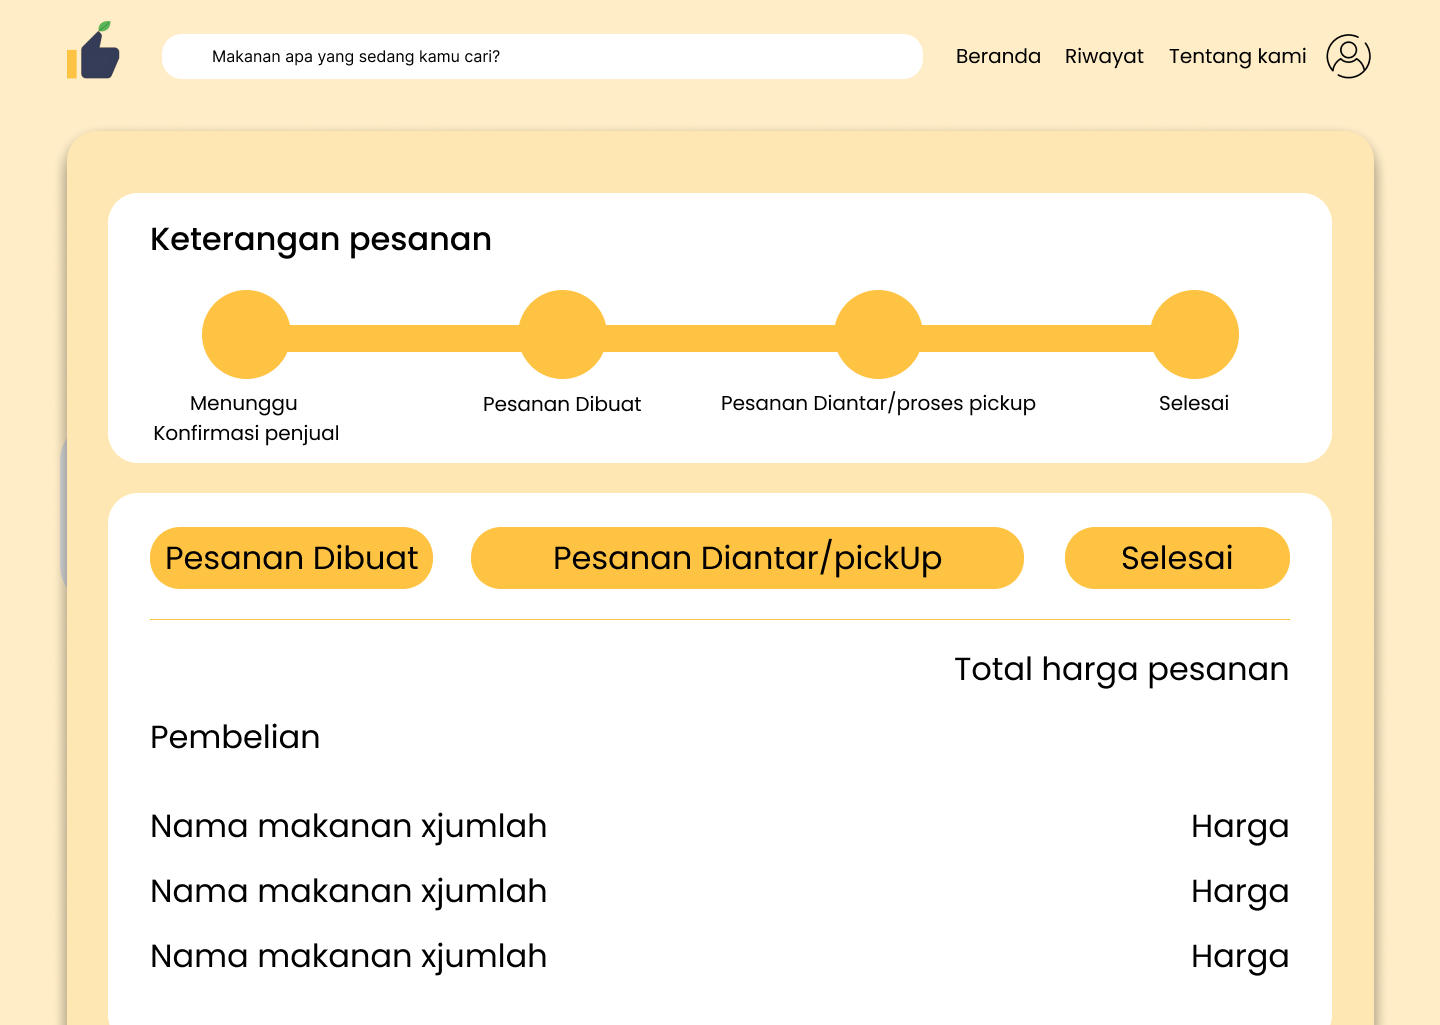 Makanan apa yang sedang kamu cari?
Beranda
Riwayat
Tentang kami
Keterangan pesanan
Menunggu
Konfirmasi penjual
Pesanan Dibuat
Pesanan Diantar/proses pickup
Selesai
Pesanan Dibuat
Pesanan Diantar/pickUp
Selesai
Total harga pesanan
Pembelian
Nama makanan xjumlah
Harga
Nama makanan xjumlah
Harga
Nama makanan xjumlah
Harga